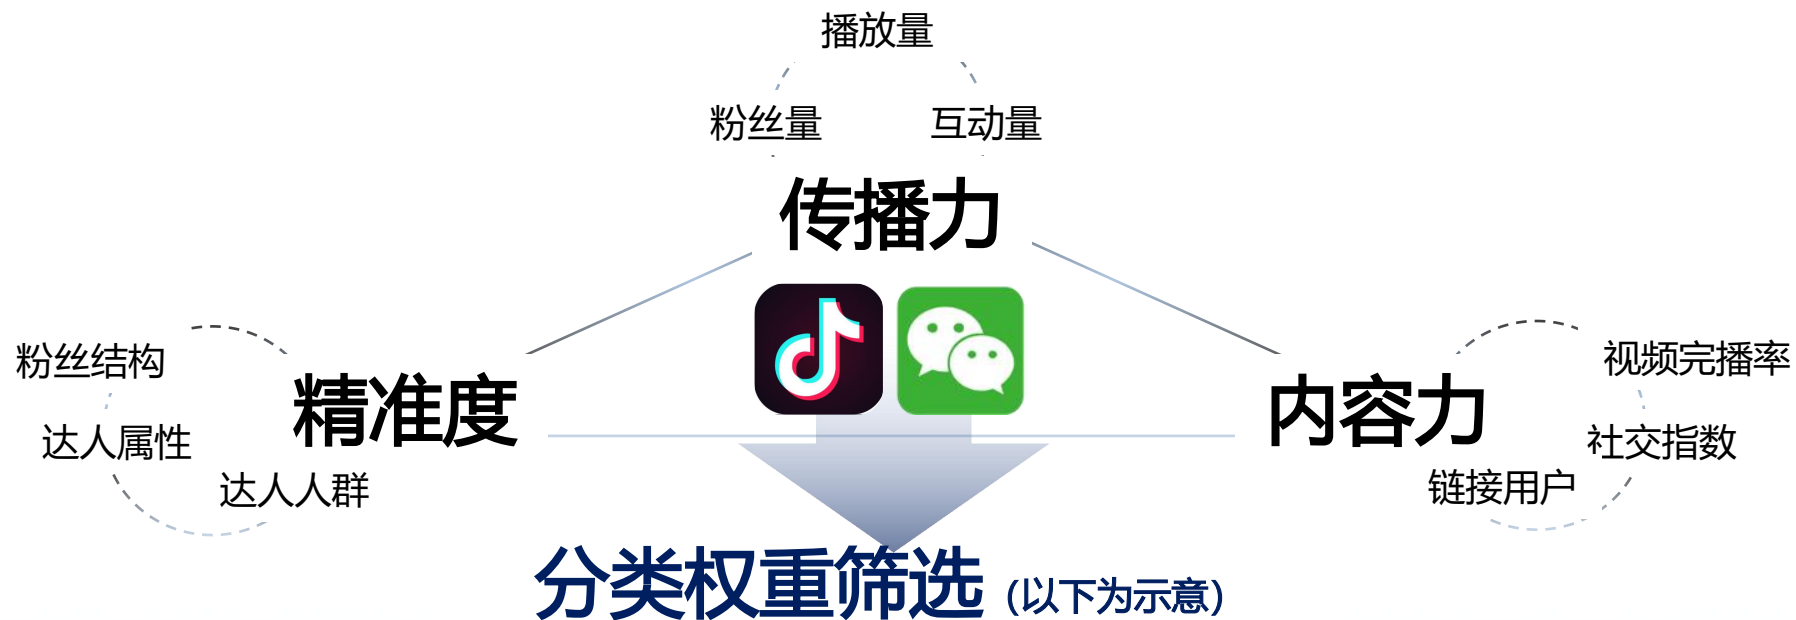 播放量
粉丝量
互动量
传播力
粉丝结构
精准度
达人属性
达人人群
视频完播率
内容力
社交指数
链接用户
分类权重筛选（以下为示意）